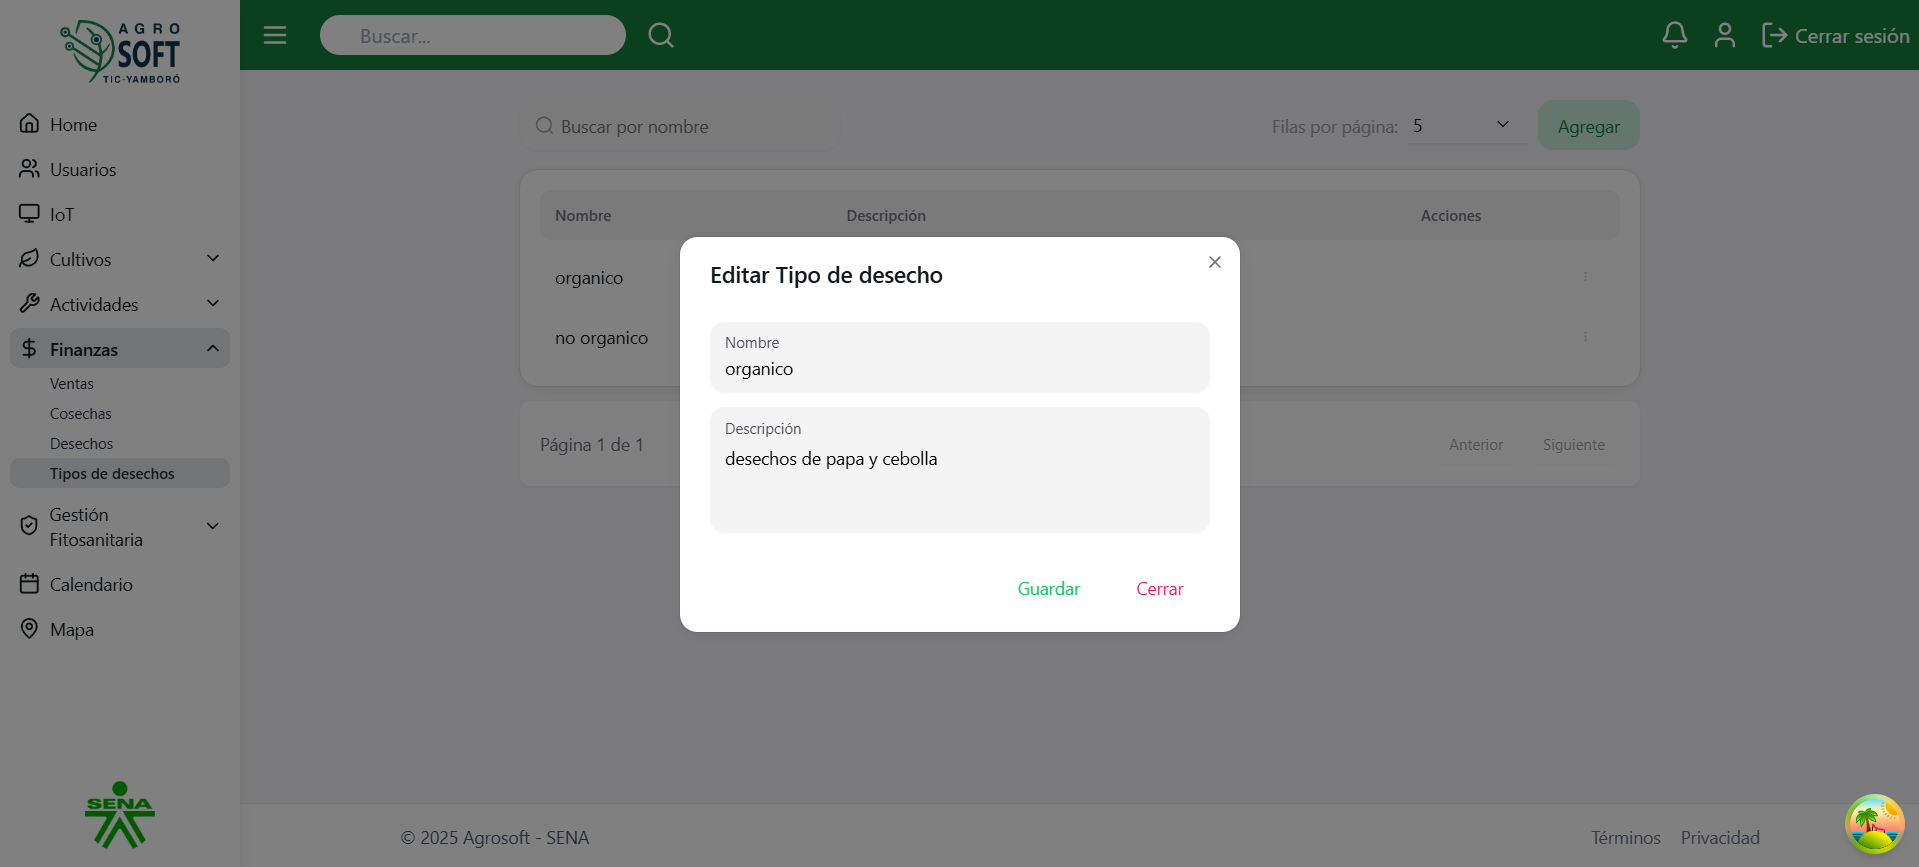 AGRO
SOFT
TIC-YAMBORÓ
Buscar...
Cerrar sesión
Home
Usuarios
IoT
Cultivos
Actividades
Finanzas
Ventas
Cosechas
Desechos
Tipos de desechos
Gestión
Fitosanitaria
Calendario
Mapa
SENA
Buscar por nombre
Filas por página: 5
Agregar
Nombre Descripción Acciones
organico
no organico
Página 1 de 1
Anterior Siguiente
Editar Tipo de desecho
Nombre
organico
Descripción
desechos de papa y cebolla
Guardar Cerrar
© 2025 Agrosoft - SENA
Términos Privacidad